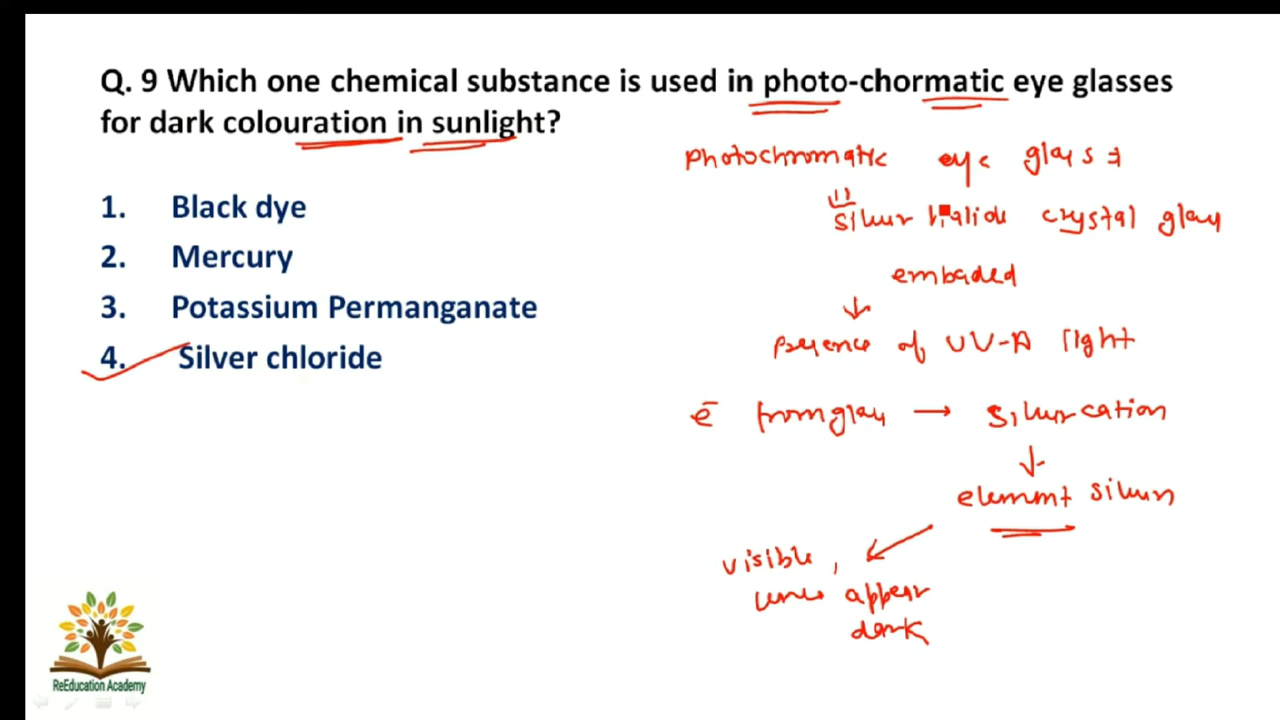 Q. 9 Which one chemical substance is used in photo-chormatic eye glasses
for dark colouration in sunlight?
1. Black dye
2. Mercury
3. Potassium Permanganate
4. Silver chloride
photochromatic eye glass
silver halide crystal glass
embaded
presence of UV-A light
e from glass → silver cation
↓
element silver
visible,
lens appear
dark
ReEducation Academy